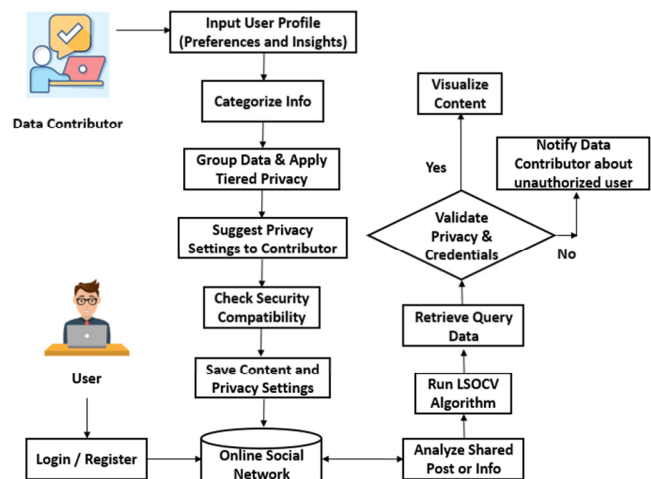 Input User Profile
(Preferences and Insights)
Data Contributor
Categorize Info
Group Data & Apply
Tiered Privacy
Suggest Privacy
Settings to Contributor
Check Security
Compatibility
Save Content and
Privacy Settings
User
Login / Register
Online Social
Network
Analyze Shared
Post or Info
Run LSOCV
Algorithm
Retrieve Query
Data
Validate
Privacy &
Credentials
Yes
No
Visualize
Content
Notify Data
Contributor about
unauthorized user